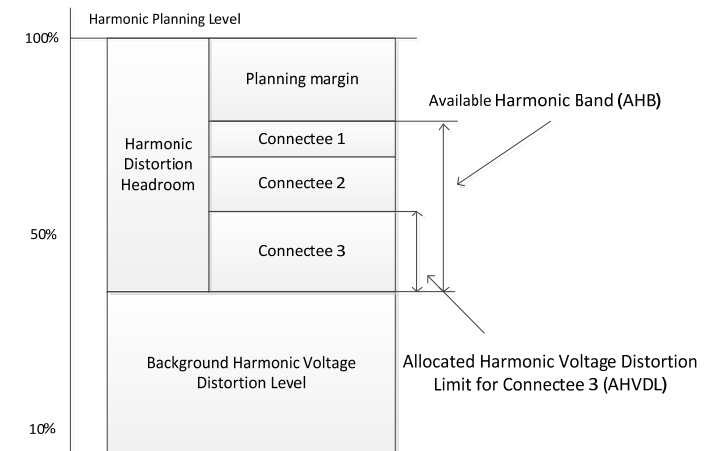 Harmonic Planning Level
100%
Planning margin
Available Harmonic Band (AHB)
Connectee 1
Harmonic
Distortion
Headroom
Connectee 2
50%
Connectee 3
Background Harmonic Voltage
Distortion Level
Allocated Harmonic Voltage Distortion
Limit for Connectee 3 (AHVDL)
10%